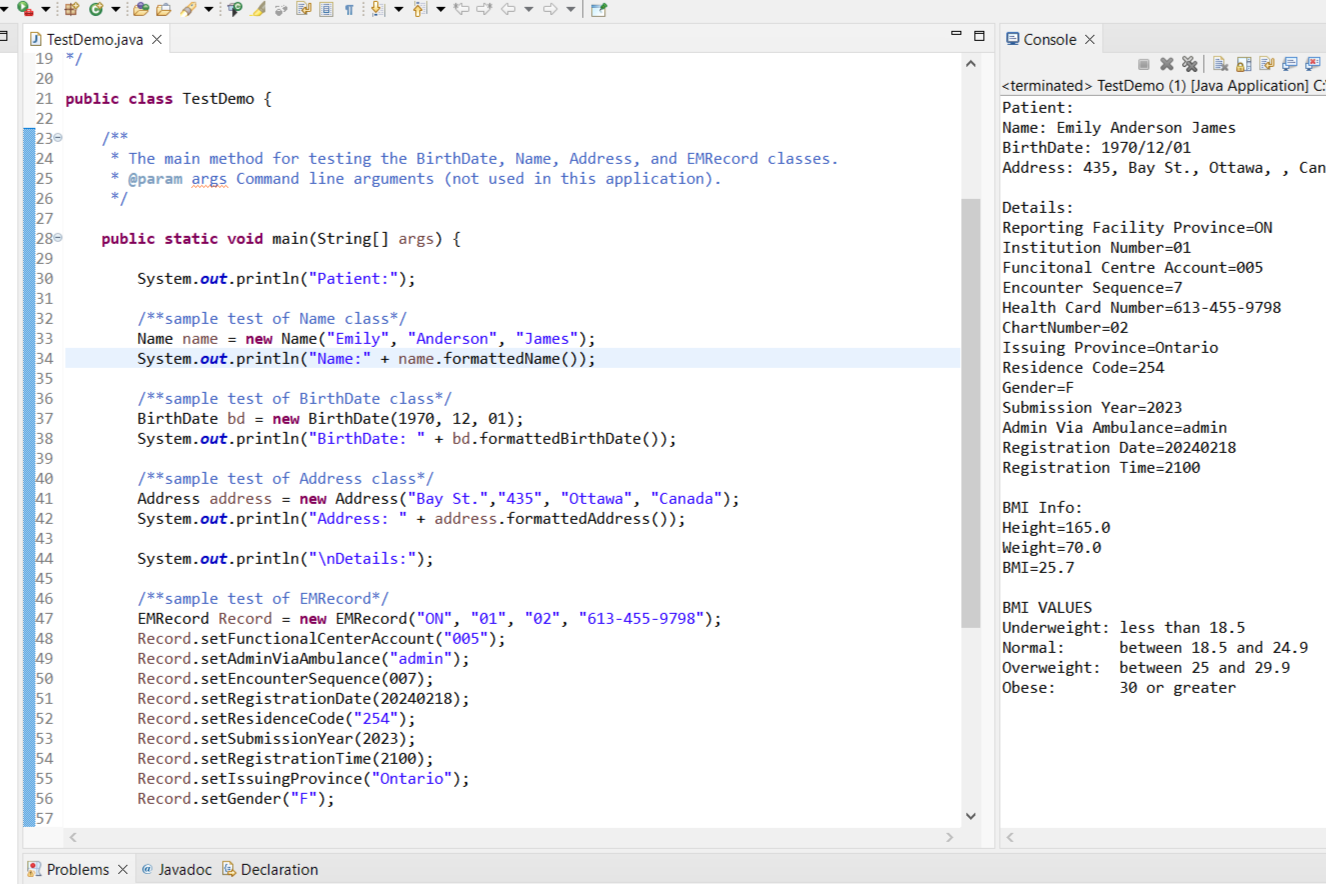 TestDemo.java
19 */
20
21 public class TestDemo {
22
23 /**
24 * The main method for testing the BirthDate, Name, Address, and EMRecord classes.
25 * @param args Command line arguments (not used in this application).
26 */
27
28 public static void main(String[] args) {
29
30 System.out.println("Patient:");
31
32 /**sample test of Name class*/
33 Name name = new Name("Emily", "Anderson", "James");
34 System.out.println("Name:" + name.formattedName());
35
36 /**sample test of BirthDate class*/
37 BirthDate bd = new BirthDate(1970, 12, 01);
38 System.out.println("BirthDate: " + bd.formattedBirthDate());
39
40 /**sample test of Address class*/
41 Address address = new Address("Bay St.","435", "Ottawa", "Canada");
42 System.out.println("Address: " + address.formattedAddress());
43
44 System.out.println("\nDetails:");
45
46 /**sample test of EMRecord*/
47 EMRecord Record = new EMRecord("ON", "01", "02", "613-455-9798");
48 Record.setFunctionalCenterAccount("005");
49 Record.setAdminViaAmbulance("admin");
50 Record.setEncounterSequence(007);
51 Record.setRegistrationDate(20240218);
52 Record.setResidenceCode("254");
53 Record.setSubmissionYear(2023);
54 Record.setRegistrationTime(2100);
55 Record.setIssuingProvince("Ontario");
56 Record.setGender("F");
57
Console
<terminated> TestDemo (1) [Java Application] C:
Patient:
Name: Emily Anderson James
BirthDate: 1970/12/01
Address: 435, Bay St., Ottawa, , Can
Details:
Reporting Facility Province=ON
Institution Number=01
Funcitonal Centre Account=005
Encounter Sequence=7
Health Card Number=613-455-9798
ChartNumber=02
Issuing Province=Ontario
Residence Code=254
Gender=F
Submission Year=2023
Admin Via Ambulance=admin
Registration Date=20240218
Registration Time=2100
BMI Info:
Height=165.0
Weight=70.0
BMI=25.7
BMI VALUES
Underweight: less than 18.5
Normal: between 18.5 and 24.9
Overweight: between 25 and 29.9
Obese: 30 or greater
Problems @ Javadoc Declaration